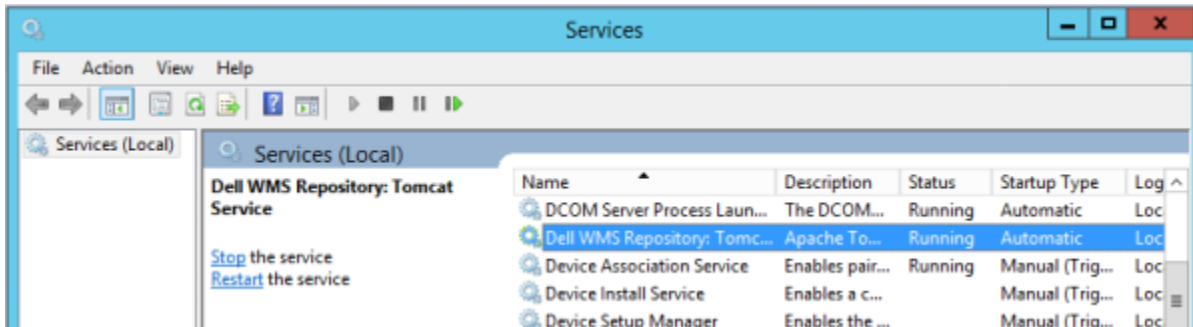 Services
File Action View Help
Services (Local)
Services (Local)
Dell WMS Repository: Tomcat
Service
Stop the service
Restart the service
Name Description Status Startup Type Log
DCOM Server Process Laun... The DCOM... Running Automatic Loc
Dell WMS Repository: Tomc... Apache To... Running Automatic Loc
Device Association Service Enables pair... Running Manual (Trig... Loc
Device Install Service Enables a c... Manual (Trig... Loc
Device Setup Manager Enables the ... Manual (Trig... Loc